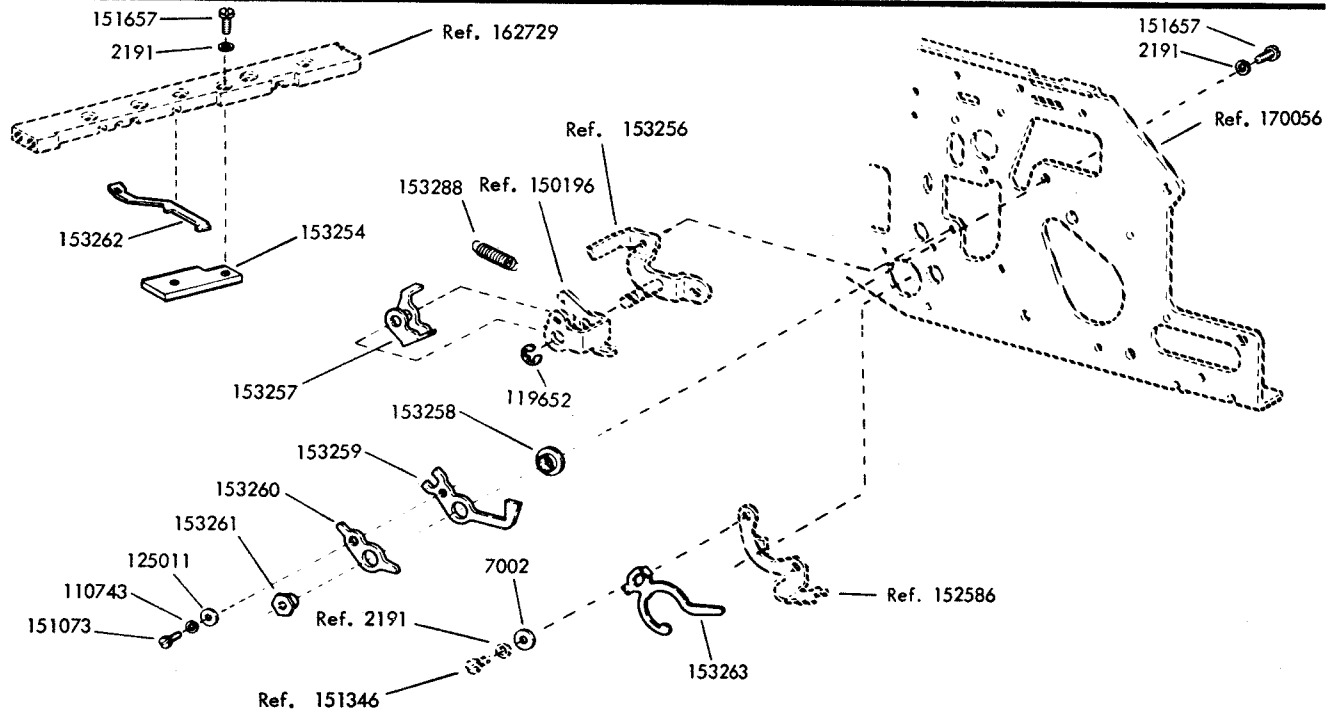 151657
2191
Ref. 162729
151657
2191
Ref. 170056
Ref. 153256
153288
Ref. 150196
153262
153254
153257
119652
153258
153259
153260
153261
125011
110743
151073
7002
Ref. 2191
Ref. 151346
Ref. 152586
153263